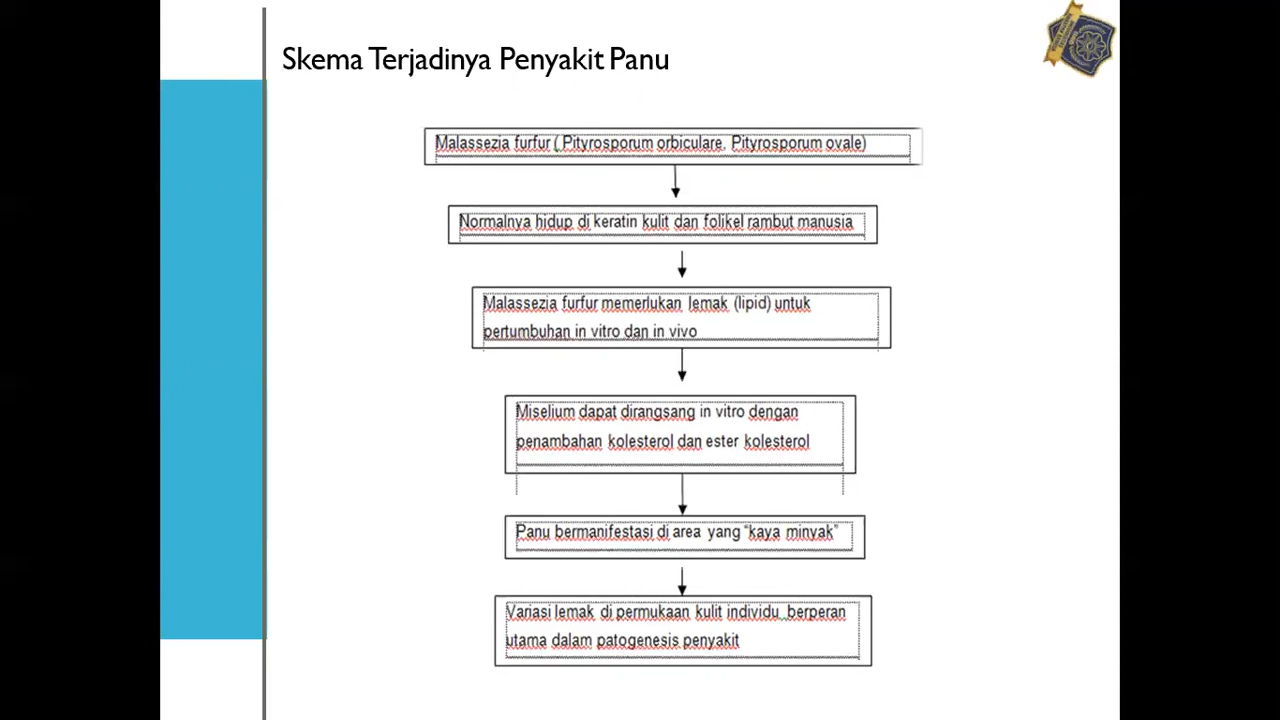 Skema Terjadinya Penyakit Panu
Malassezia furfur ( Pityrosporum orbiculare, Pityrosporum ovale)
Normalnya hidup di keratin kulit dan folikel rambut manusia
Malassezia furfur memerlukan lemak (lipid) untuk
pertumbuhan in vitro dan in vivo
Miselium dapat dirangsang in vitro dengan
penambahan kolesterol dan ester kolesterol
Panu bermanifestasi di area yang “kaya minyak”
Variasi lemak di permukaan kulit individu berperan
utama dalam patogenesis penyakit